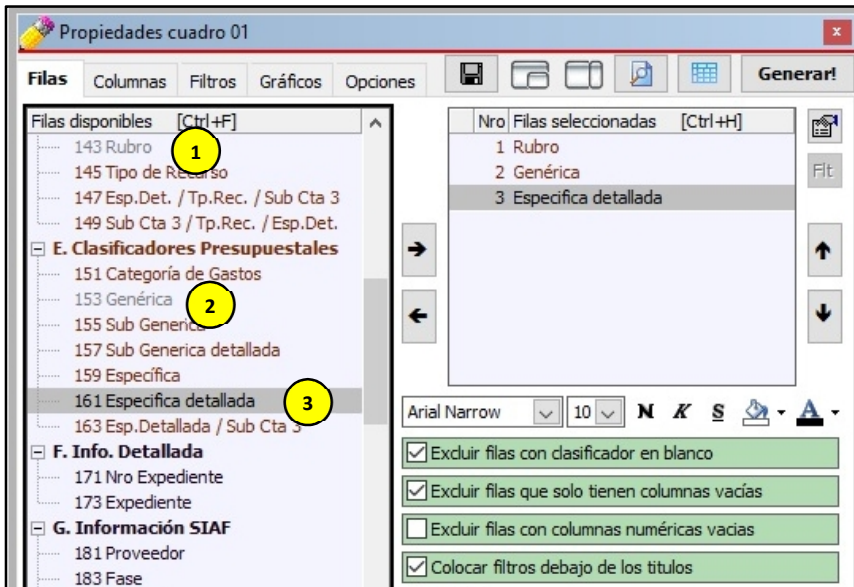 Propiedades cuadro 01
x
Filas Columnas Filtros Gráficos Opciones Generar!
Filas disponibles [Ctrl+F]
143 Rubro
1
145 Tipo de Recurso
147 Esp.Det. / Tp.Rec. / Sub Cta 3
149 Sub Cta 3 / Tp.Rec. / Esp.Det.
E. Clasificadores Presupuestales
151 Categoría de Gastos
153 Genérica
2
155 Sub Generica
157 Sub Generica detallada
159 Específica
161 Especifica detallada
3
163 Esp.Detallada / Sub Cta 3
F. Info. Detallada
171 Nro Expediente
173 Expediente
G. Información SIAF
181 Proveedor
183 Fase
Nro Filas seleccionadas [Ctrl+H]
1 Rubro
2 Genérica
3 Especifica detallada
Flt
Arial Narrow 10 N K S A
Excluir filas con clasificador en blanco
Excluir filas que solo tienen columnas vacías
Excluir filas con columnas numéricas vacias
Colocar filtros debajo de los titulos